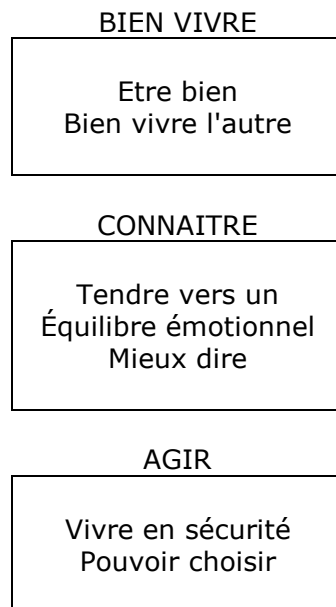 BIEN VIVRE
Etre bien
Bien vivre l'autre
CONNAITRE
Tendre vers un
Équilibre émotionnel
Mieux dire
AGIR
Vivre en sécurité
Pouvoir choisir